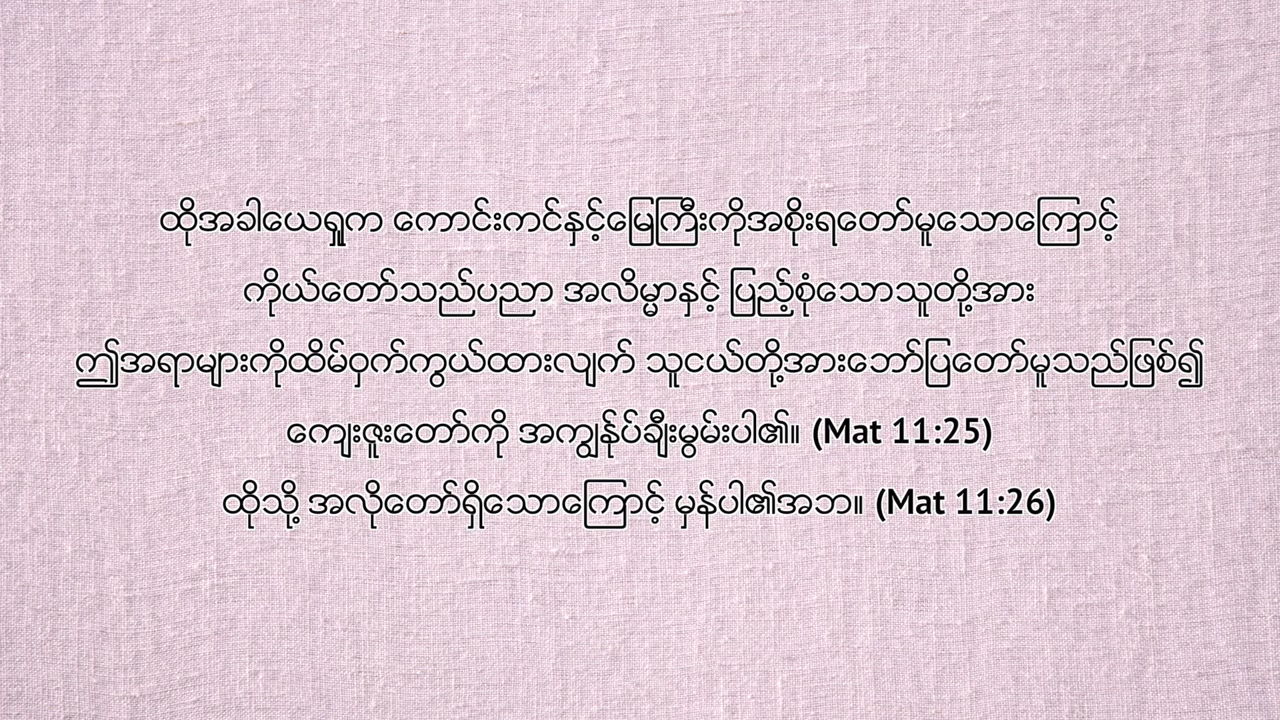 ထိုအခါယေရှုက ကောင်းကင်နှင့်မြေကြီးကိုအစိုးရတော်မူသောကြောင့်
ကိုယ်တော်သည်ပညာ အလိမ္မာနှင့် ပြည့်စုံသောသူတို့အား
ဤအရာများကိုထိမ်ဝှက်ကွယ်ထားလျက် သူငယ်တို့အားဘော်ပြတော်မူသည်ဖြစ်၍
ကျေးဇူးတော်ကို အကျွန်ုပ်ချီးမွမ်းပါ၏။ (Mat 11:25)
ထိုသို့ အလိုတော်ရှိသောကြောင့် မှန်ပါ၏အဘ။ (Mat 11:26)